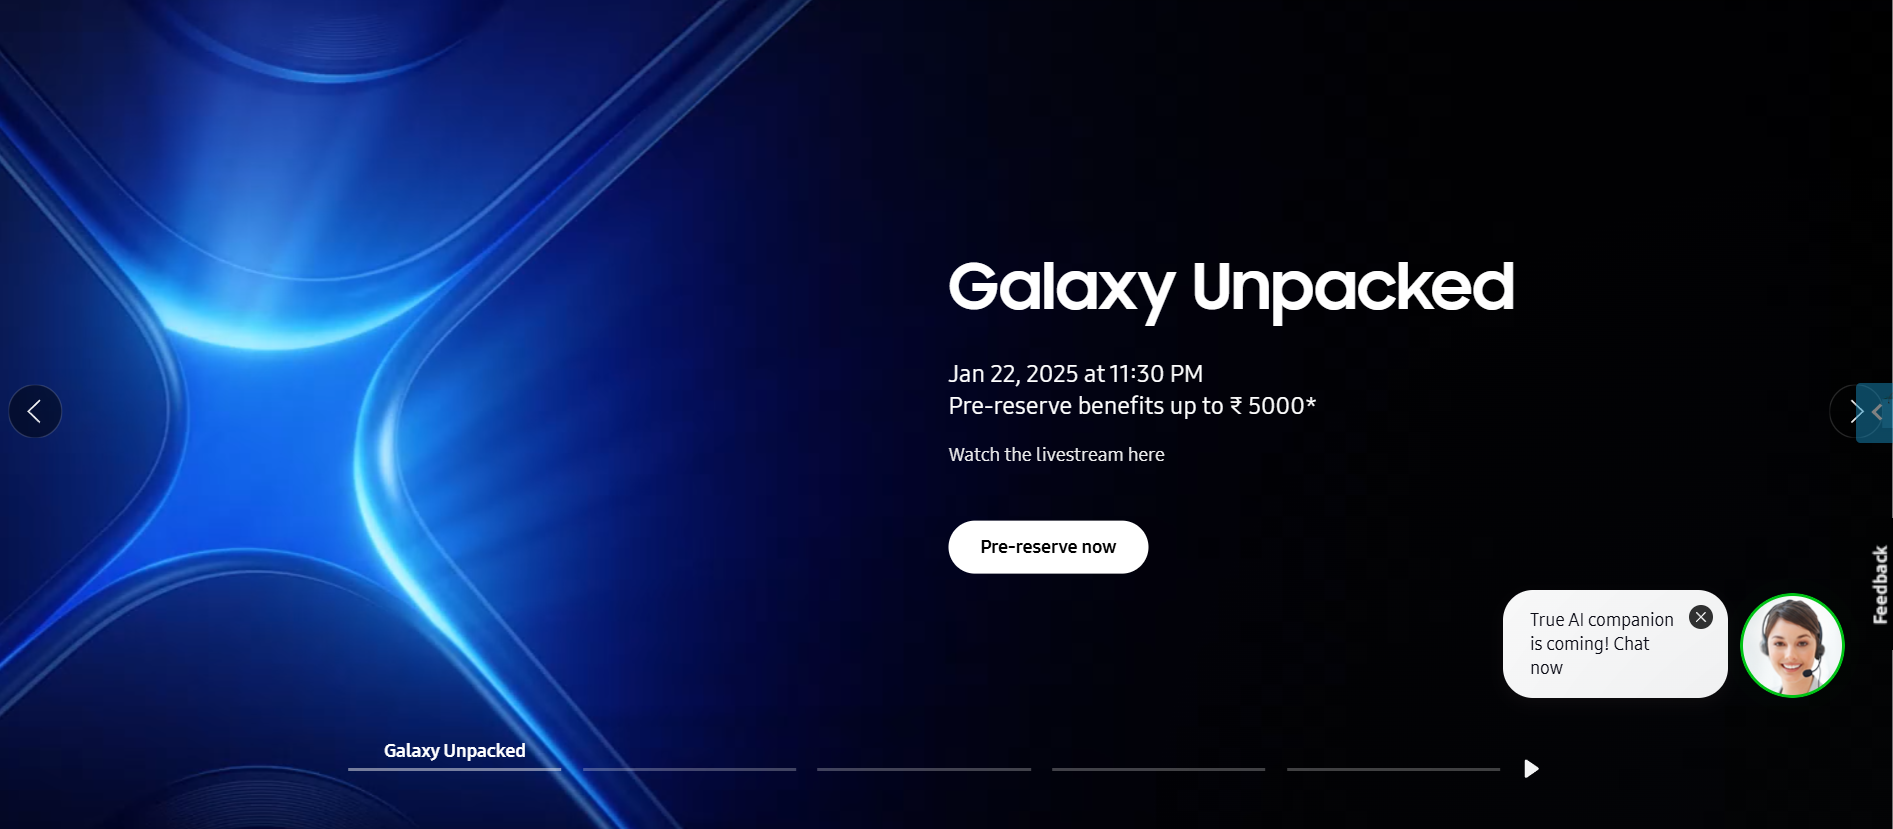 Galaxy Unpacked
Jan 22, 2025 at 11:30 PM
Pre-reserve benefits up to ₹ 5000*
Watch the livestream here
Pre-reserve now
Feedback
True AI companion
is coming! Chat
now
Galaxy Unpacked